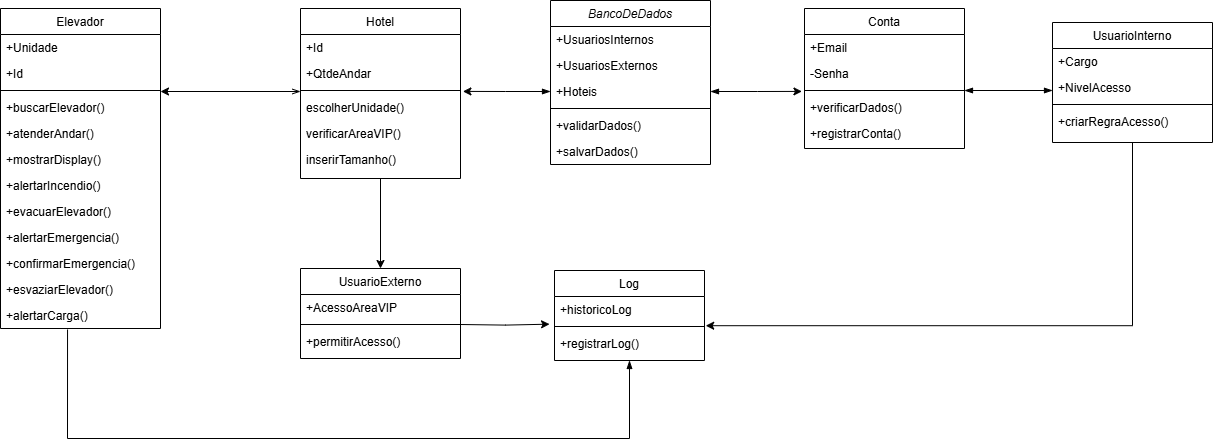 Elevador
+Unidade
+Id
+buscarElevador()
+atenderAndar()
+mostrarDisplay()
+alertarIncendio()
+evacuarElevador()
+alertarEmergencia()
+confirmarEmergencia()
+esvaziarElevador()
+alertarCarga()
Hotel
+Id
+QtdeAndar
escolherUnidade()
verificarAreaVIP()
inserirTamanho()
BancoDeDados
+UsuariosInternos
+UsuariosExternos
+Hoteis
+validarDados()
+salvarDados()
Conta
+Email
-Senha
+verificarDados()
+registrarConta()
UsuarioInterno
+Cargo
+NivelAcesso
+criarRegraAcesso()
UsuarioExterno
+AcessoAreaVIP
+permitirAcesso()
Log
+historicoLog
+registrarLog()